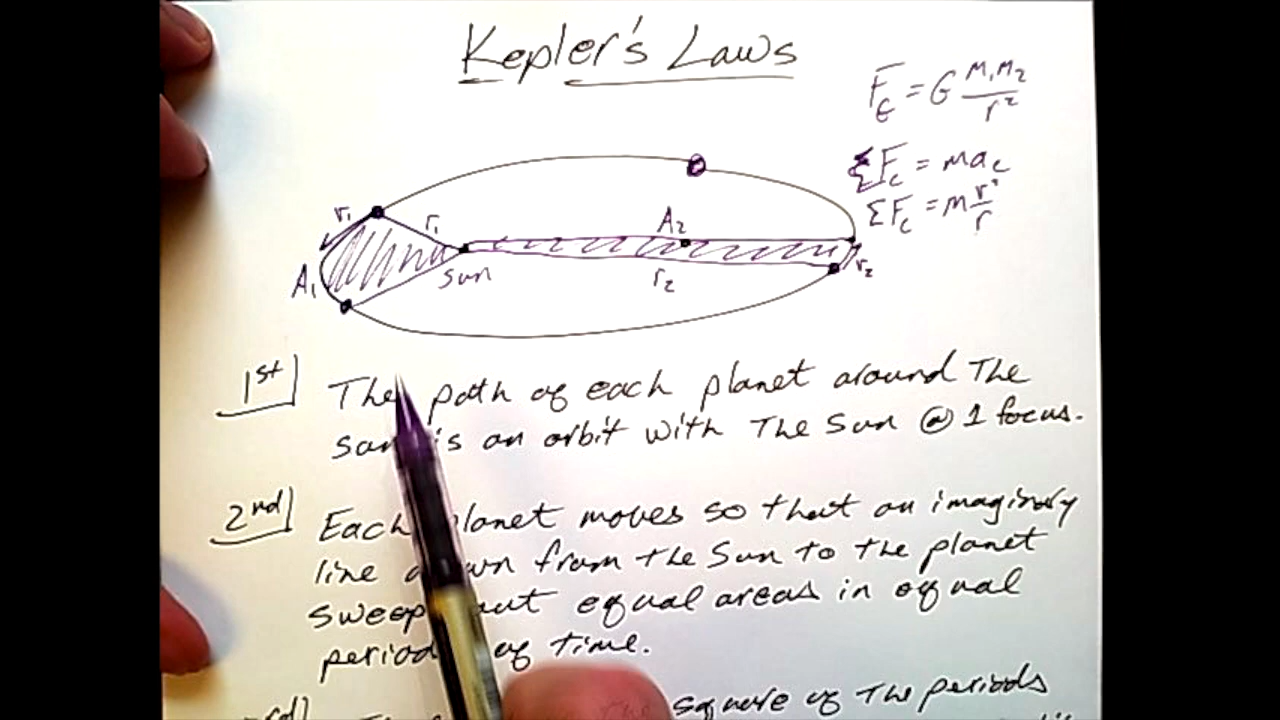 Kepler's Laws
F_G = G m₁m₂/r²
ΣF_c = ma_c
ΣF_c = m v²/r
v₁
r₁
A₂
A₁
Sun
r₂
v₂
1st
The path of each planet around The
Sun is an orbit with The Sun @ 1 focus.
2nd
Each planet moves so that an imaginary
line from the Sun to the planet
out equal areas in equal
of time.
square of The periods